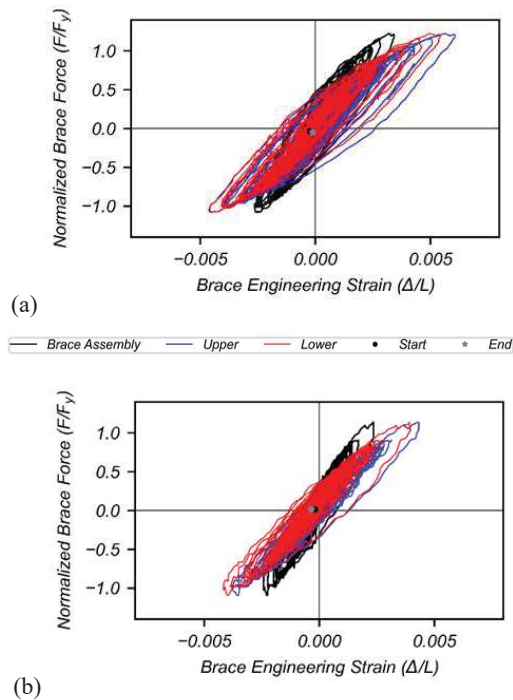 Normalized Brace Force (F/Fy)
1.0
0.5
0.0
−0.5
−1.0
−0.005
0.000
0.005
Brace Engineering Strain (Δ/L)
(a)
Brace Assembly
Upper
Lower
Start
End
Normalized Brace Force (F/Fy)
1.0
0.5
0.0
−0.5
−1.0
−0.005
0.000
0.005
Brace Engineering Strain (Δ/L)
(b)